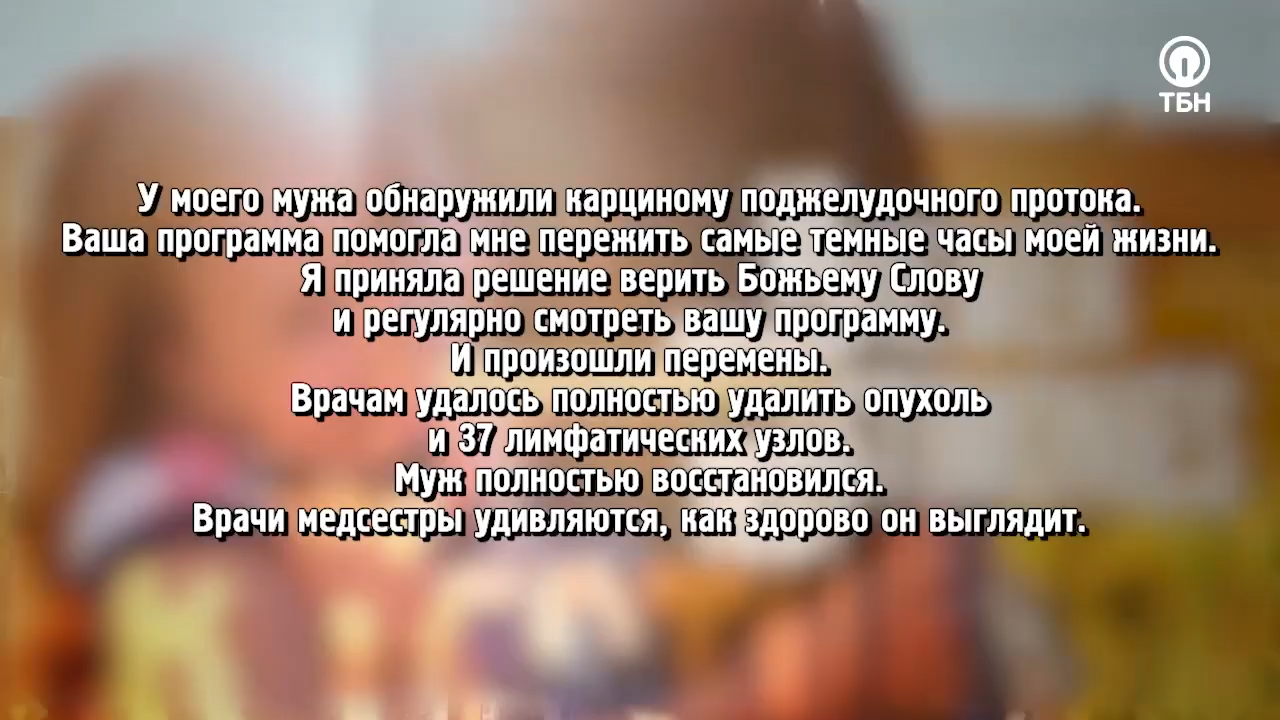 ТБН
У моего мужа обнаружили карциному поджелудочного протока.
Ваша программа помогла мне пережить самые темные часы моей жизни.
Я приняла решение верить Божьему Слову
и регулярно смотреть вашу программу.
И произошли перемены.
Врачам удалось полностью удалить опухоль
и 37 лимфатических узлов.
Муж полностью восстановился.
Врачи медсестры удивляются, как здорово он выглядит.